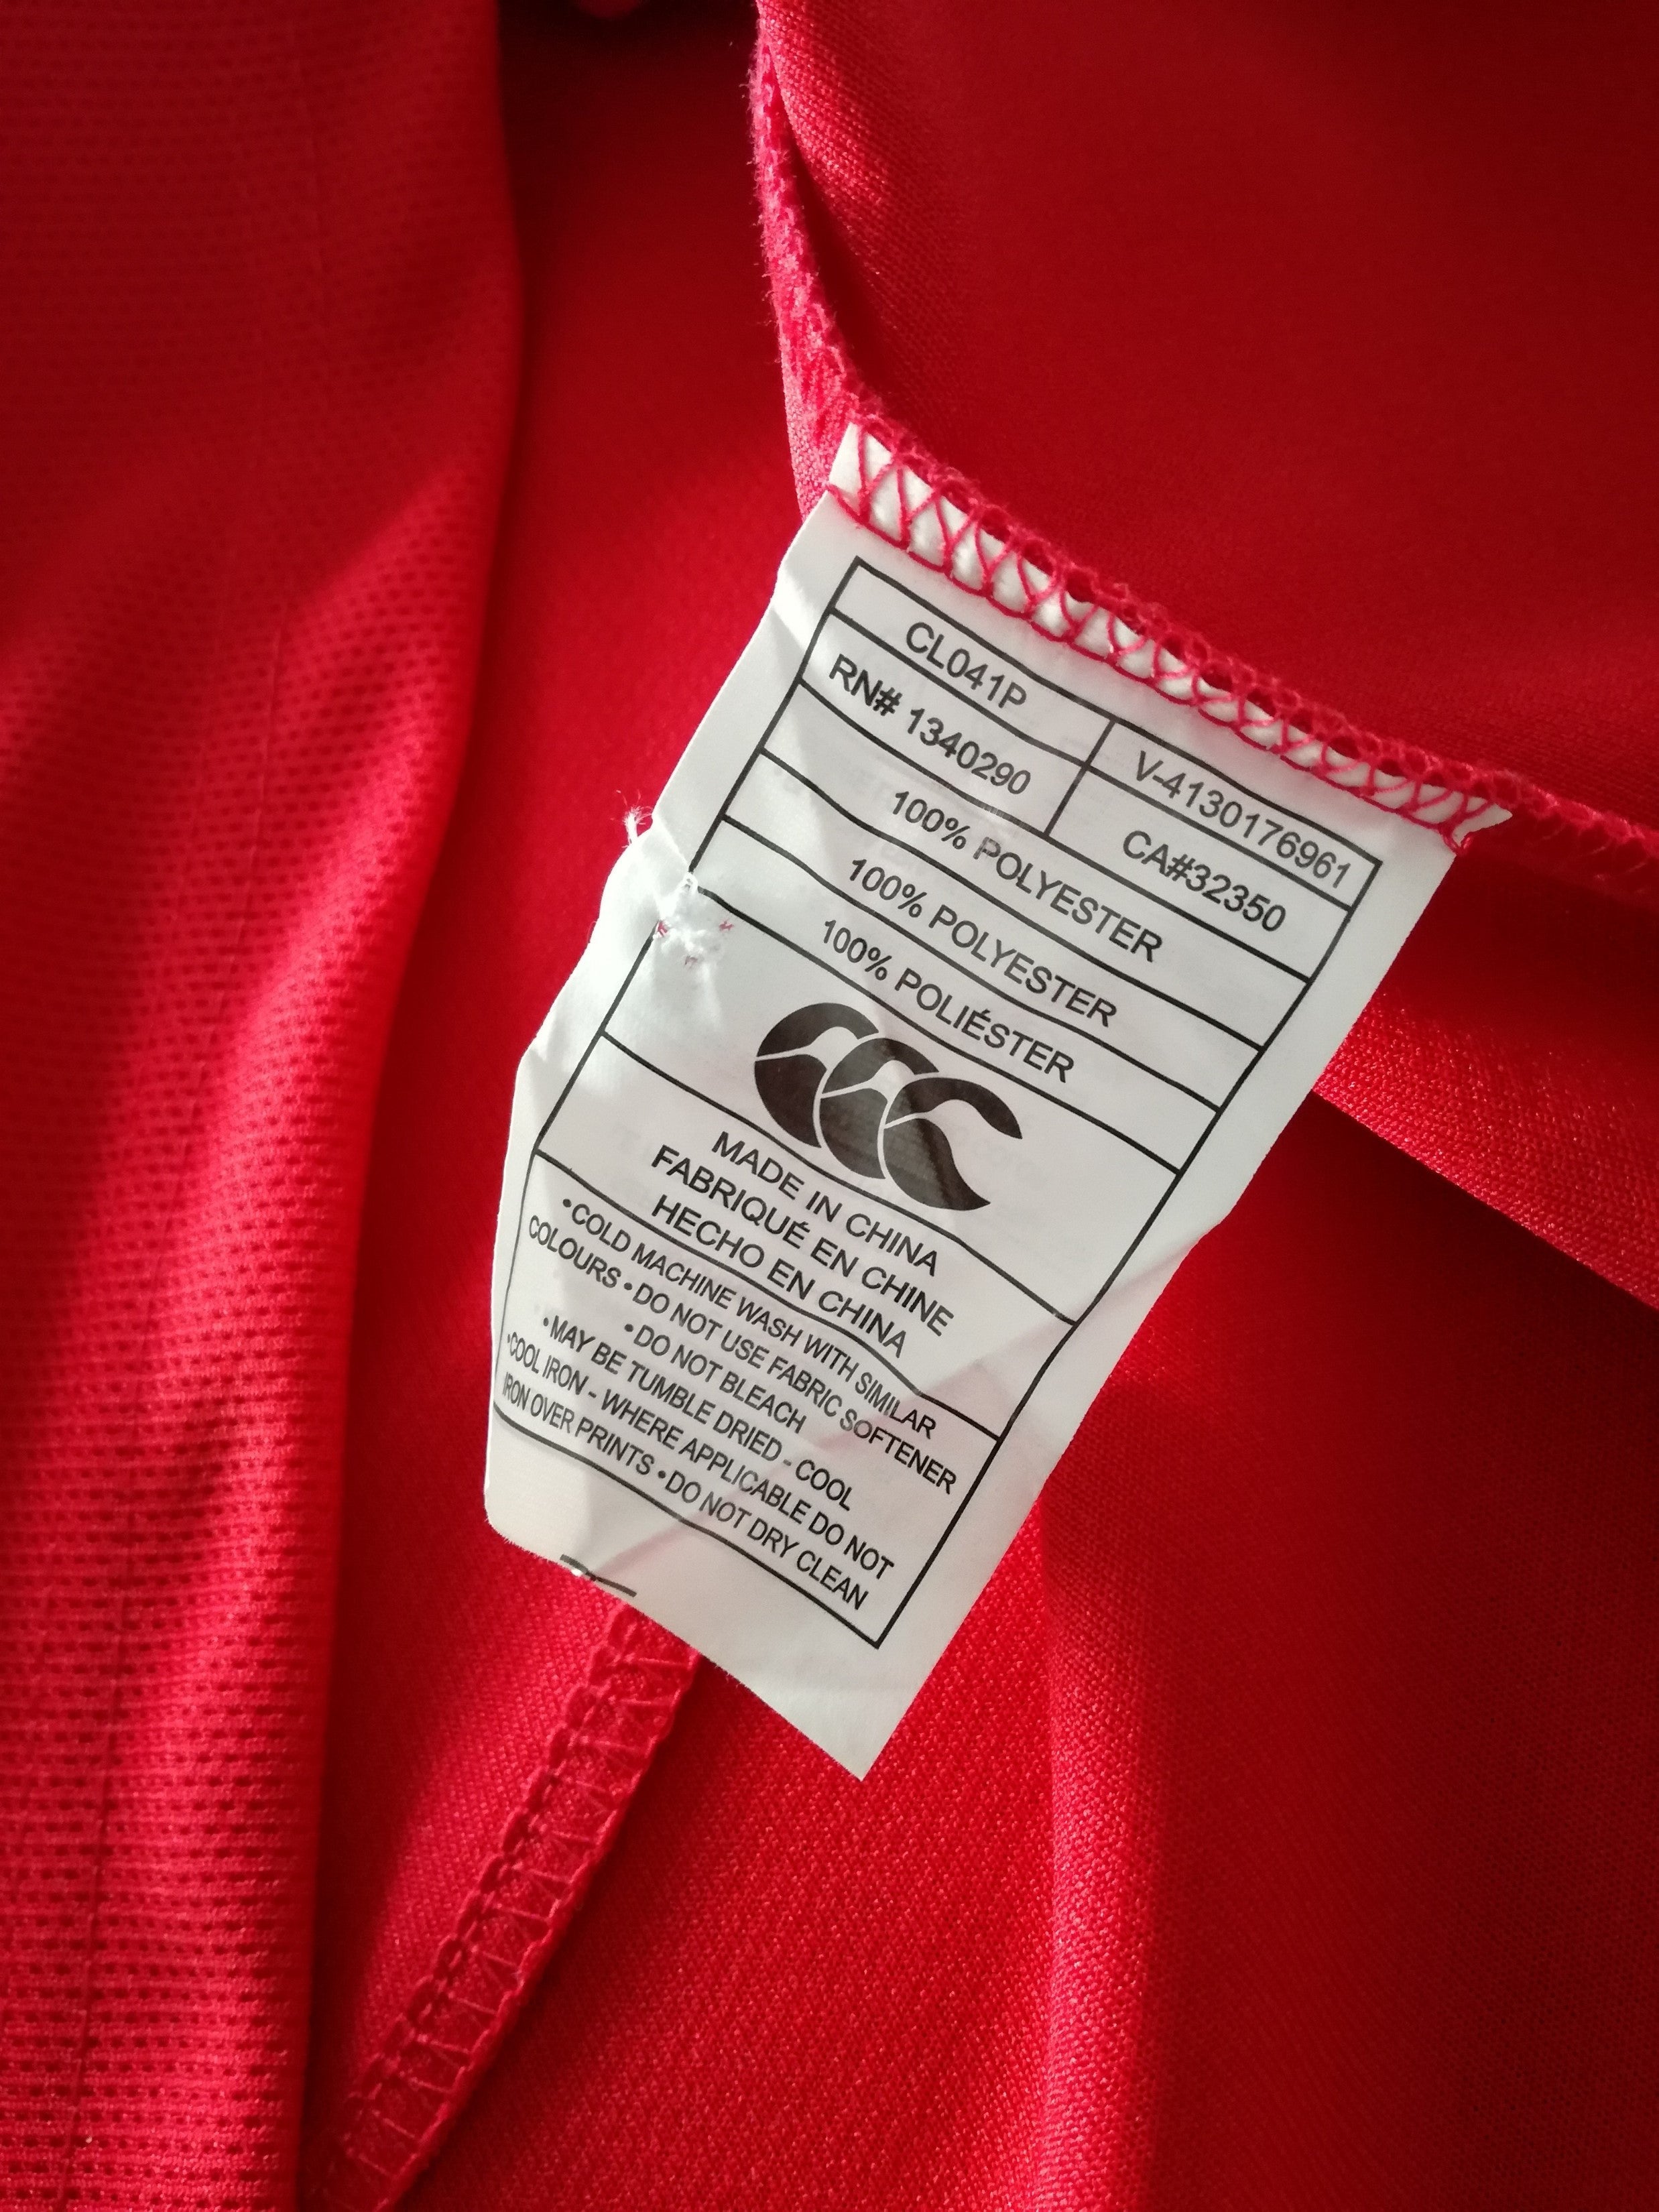 CL041P V-4130176961
RN# 1340290 CA#32350
100% POLYESTER
100% POLYESTER
100% POLIÉSTER
MADE IN CHINA
FABRIQUÉ EN CHINE
HECHO EN CHINA
•COLD MACHINE WASH WITH SIMILAR
COLOURS •DO NOT USE FABRIC SOFTENER
•DO NOT BLEACH
•MAY BE TUMBLE DRIED - COOL
•COOL IRON - WHERE APPLICABLE DO NOT
IRON OVER PRINTS •DO NOT DRY CLEAN